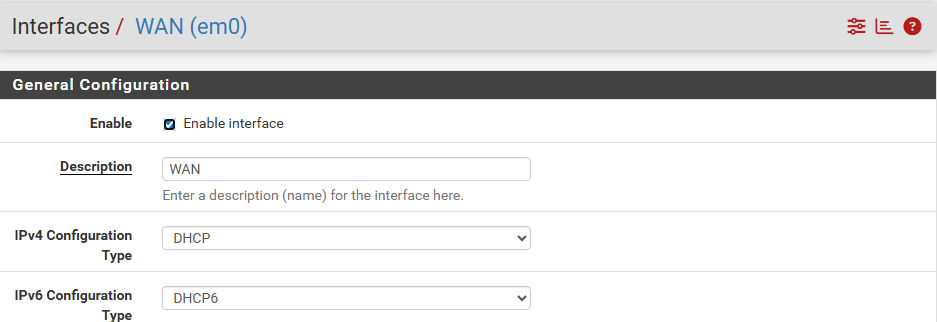 Interfaces / WAN (em0)
General Configuration
Enable Enable interface
Description WAN
Enter a description (name) for the interface here.
IPv4 Configuration DHCP
Type
IPv6 Configuration DHCP6
Type